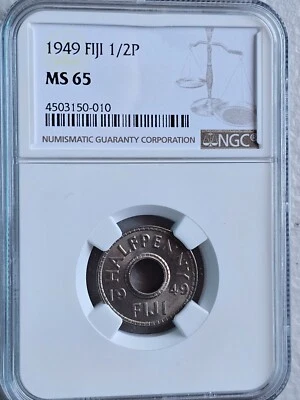 1949 FIJI 1/2P
MS 65
4503150-010
NUMISMATIC GUARANTY CORPORATION
NGC
HALFPENNY
19 49
FIJI